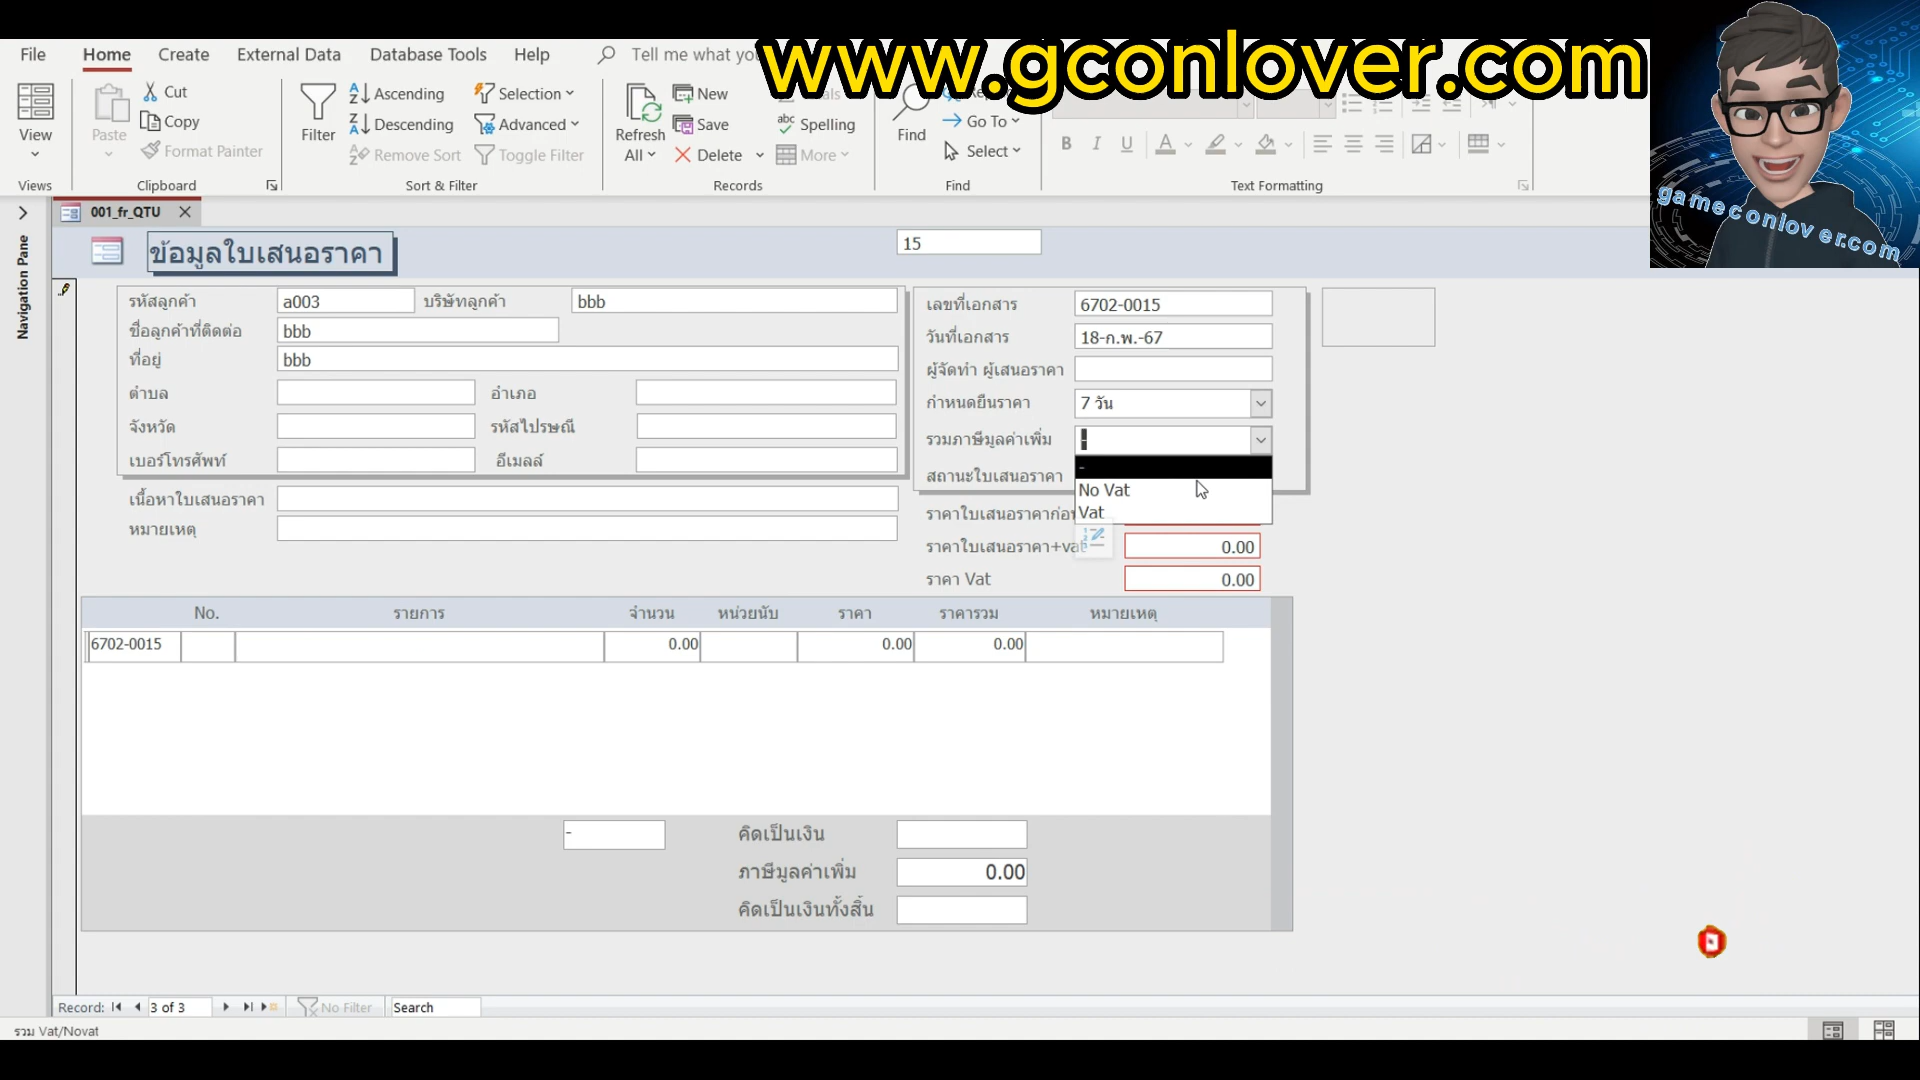 www.gconlover.com
gameconlover.com
File Home Create External Data Database Tools Help Tell me what you
View
Paste
Cut
Copy
Format Painter
Filter
Ascending
Descending
Remove Sort
Selection
Advanced
Toggle Filter
Refresh
All
New
Save
Delete
Spelling
More
Find
Go To
Select
B I U A
Views Clipboard Sort & Filter Records Find Text Formatting
001_fr_QTU
Navigation Pane
ข้อมูลใบเสนอราคา
15
รหัสลูกค้า a003 บริษัทลูกค้า bbb
ชื่อลูกค้าที่ติดต่อ bbb
ที่อยู่ bbb
ตำบล อำเภอ
จังหวัด รหัสไปรษณี
เบอร์โทรศัพท์ อีเมลล์
เนื้อหาใบเสนอราคา
หมายเหตุ
เลขที่เอกสาร 6702-0015
วันที่เอกสาร 18-ก.พ.-67
ผู้จัดทำ ผู้เสนอราคา
กำหนดยืนราคา 7 วัน
รวมภาษีมูลค่าเพิ่ม -
-
สถานะใบเสนอราคา
No Vat
Vat
ราคาใบเสนอราคาก่อน
ราคาใบเสนอราคา+vat 0.00
ราคา Vat 0.00
No. รายการ จำนวน หน่วยนับ ราคา ราคารวม หมายเหตุ
6702-0015 0.00 0.00 0.00
- คิดเป็นเงิน
ภาษีมูลค่าเพิ่ม 0.00
คิดเป็นเงินทั้งสิ้น
Record: 3 of 3 No Filter Search
รวม Vat/Novat